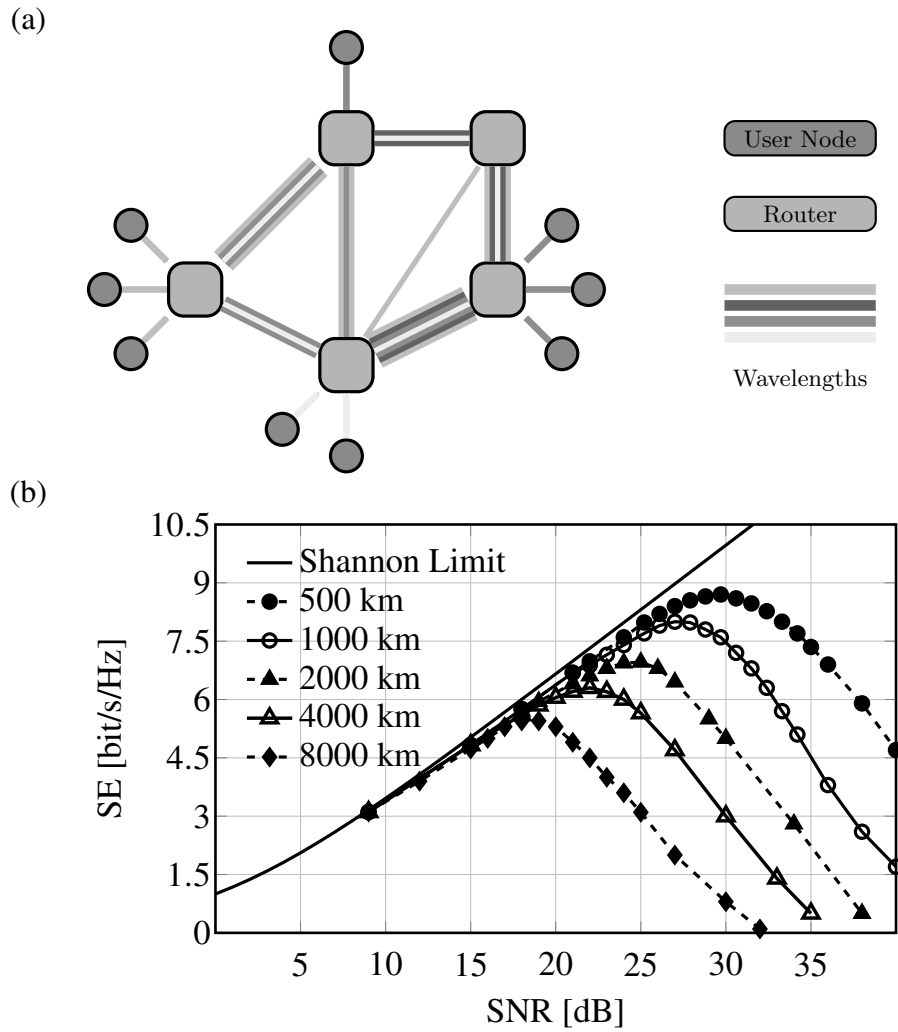 (a)
User Node
Router
Wavelengths
(b)
SE [bit/s/Hz]
10.5
9
7.5
6
4.5
3
1.5
0
Shannon Limit
500 km
1000 km
2000 km
4000 km
8000 km
5 10 15 20 25 30 35 40
SNR [dB]